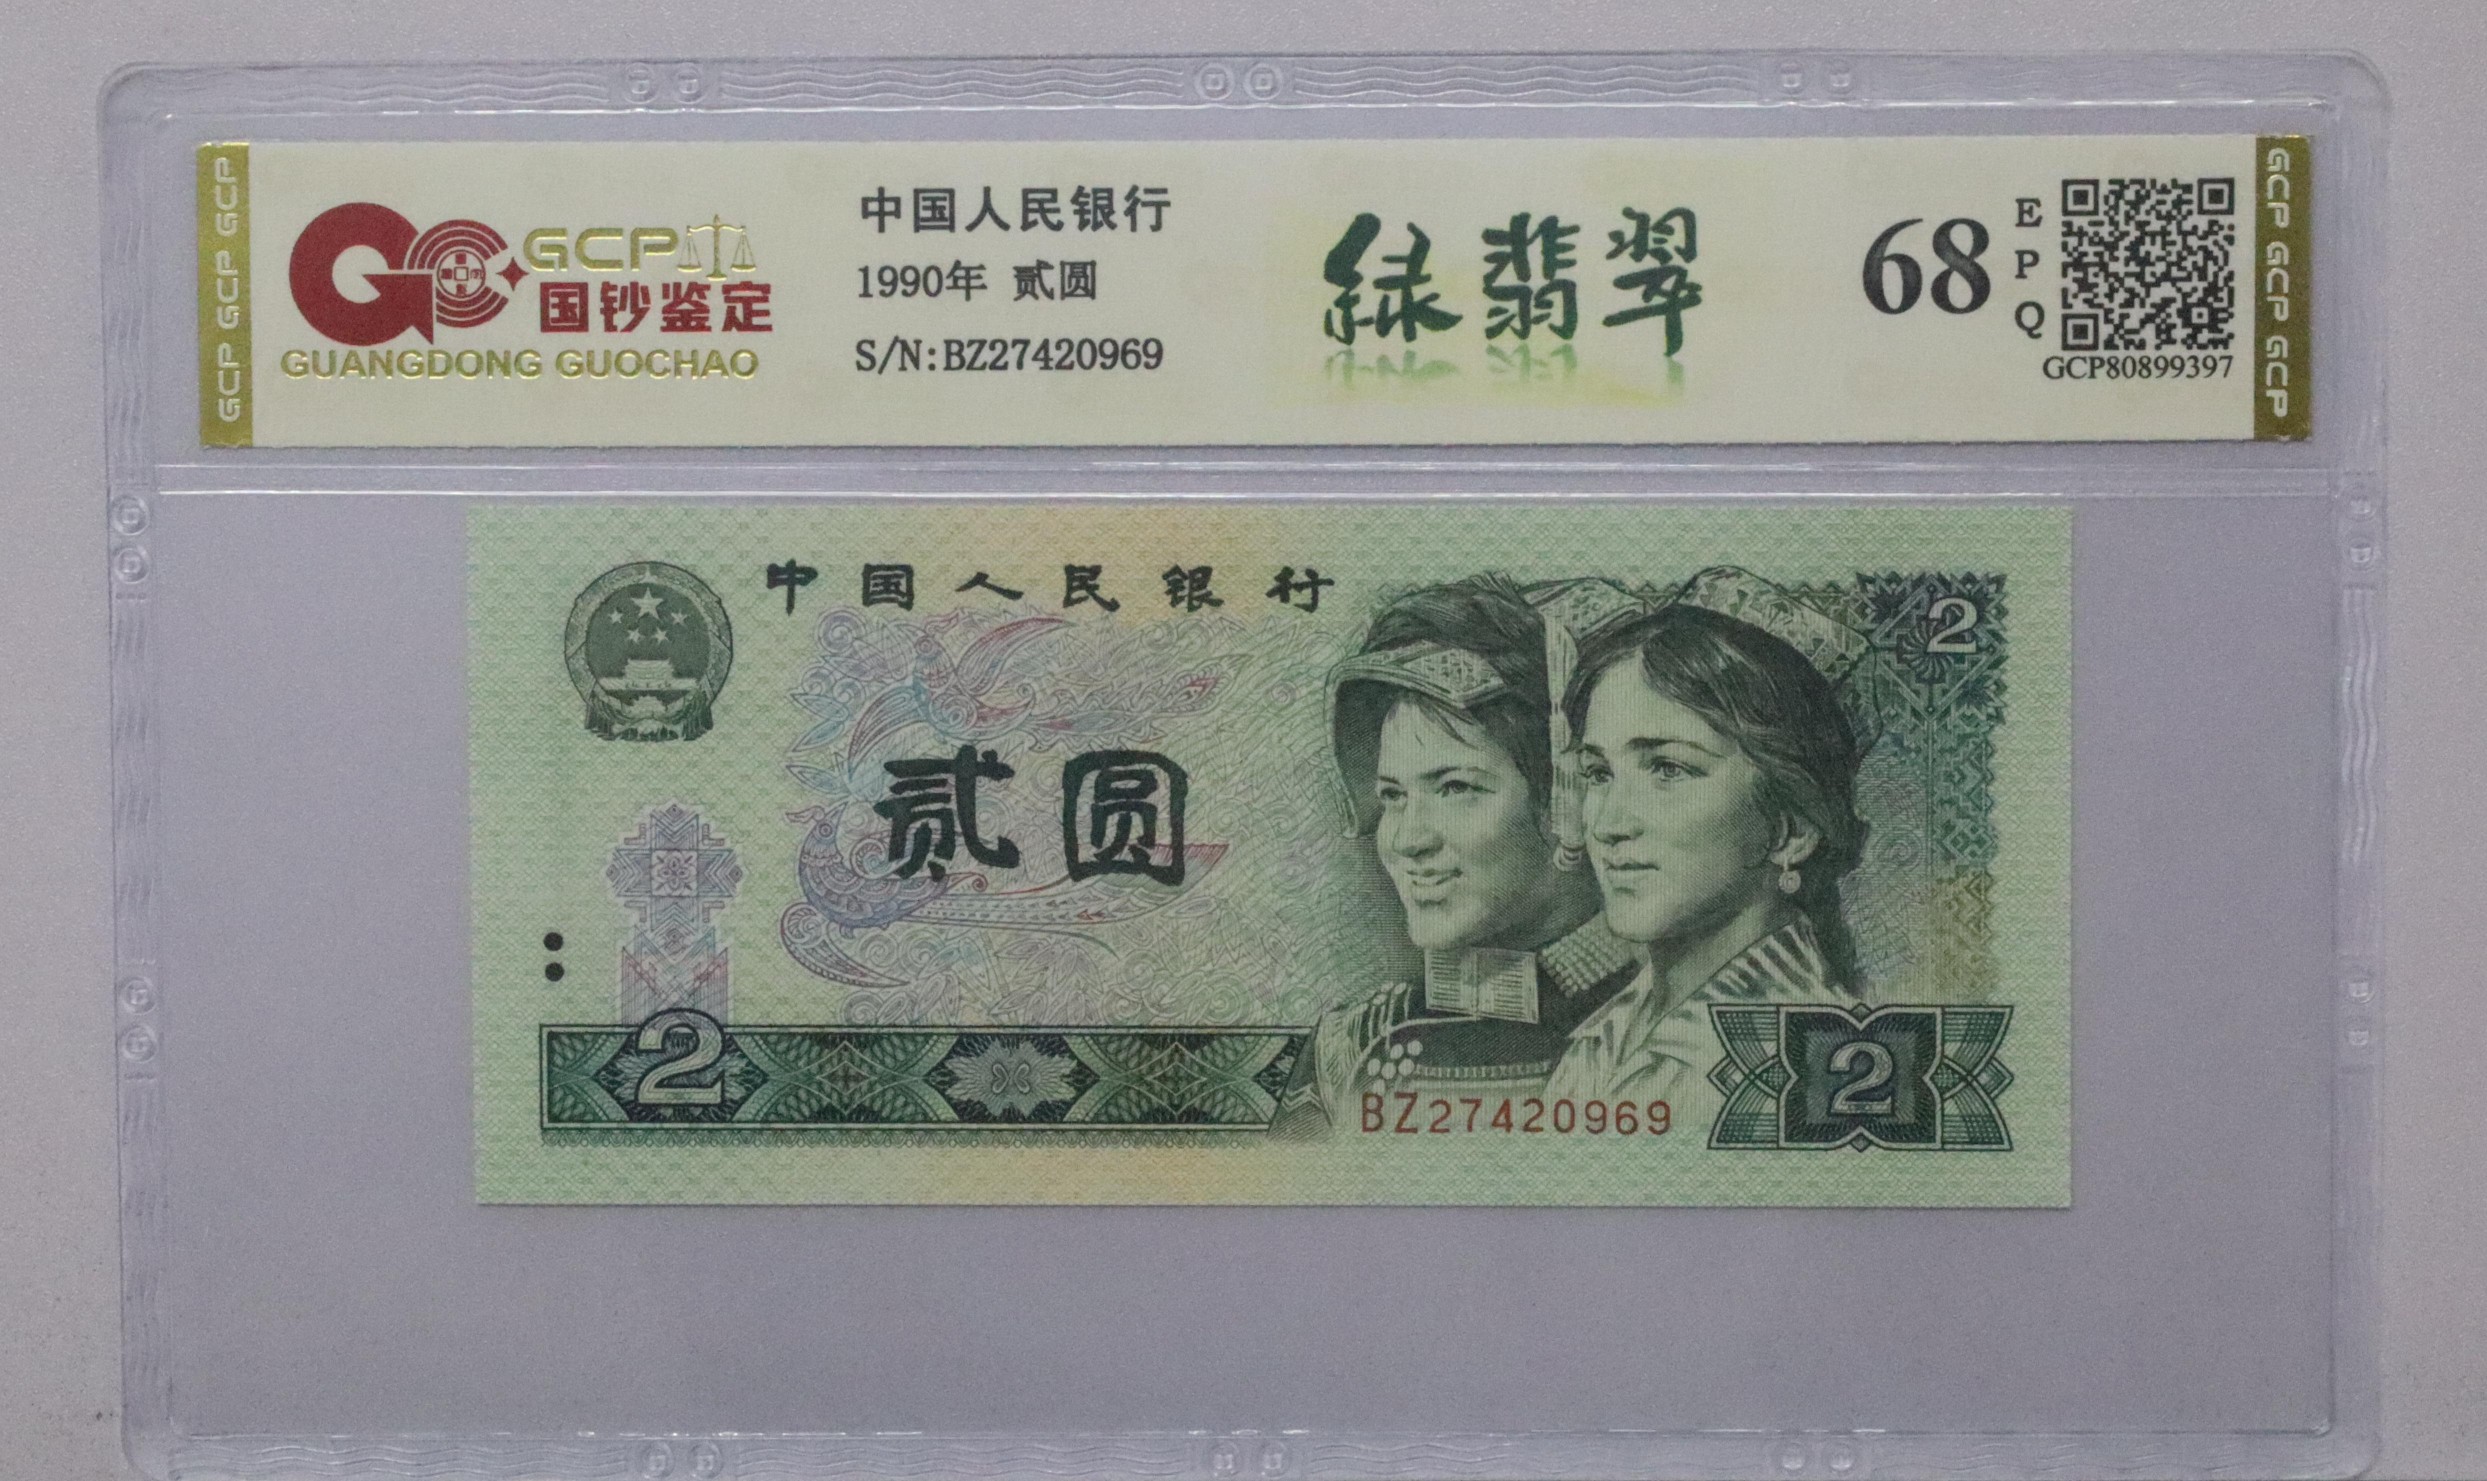 GCP GCP GCP
GCP
国钞鉴定
GUANGDONG GUOCHAO
中国人民银行
1990年 贰圆
S/N:BZ27420969
绿翡翠
68
EPQ
GCP80899397
GCP GCP GCP
中国人民银行
2
贰圆
2
BZ27420969
2